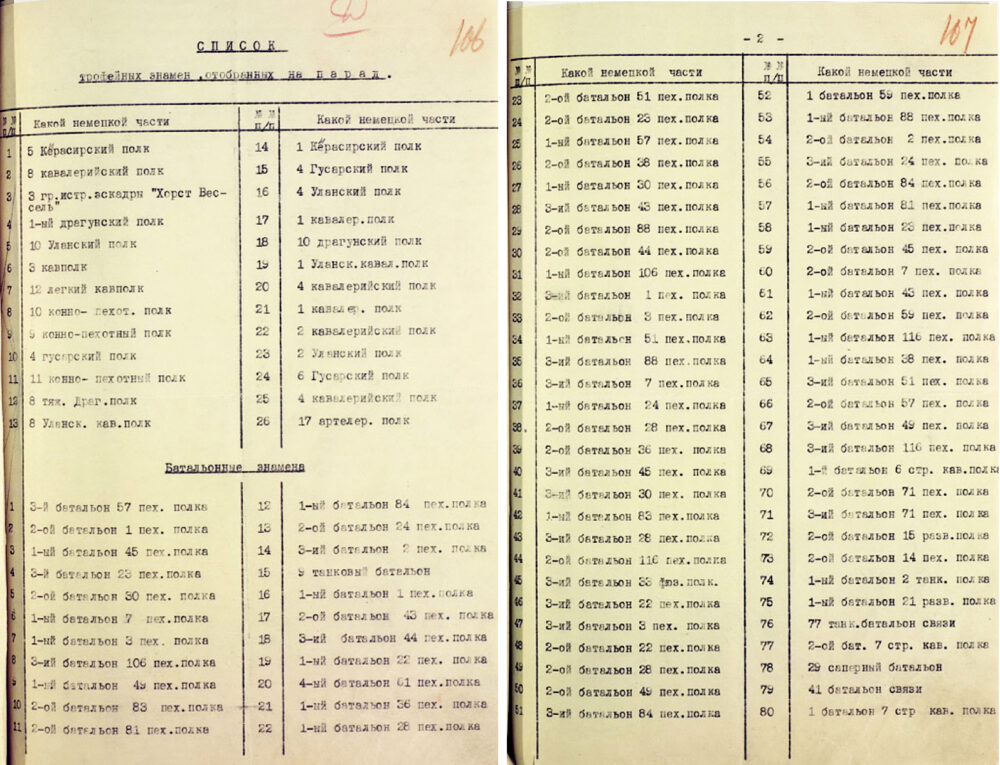 106
СПИСОК
трофейных знамен, отобранных на парад.
№ № п/п Какой немецкой части № № п/п Какой немецкой части
1 5 Кёрасирский полк 14 1 Кёрасирский полк
2 8 кавалерийский полк 15 4 Гусарский полк
3 3 гр.истр.аскадры "Хорст Вес- 16 4 Уланский полк
сель"
4 1-ый драгунский полк 17 1 кавалер.полк
5 10 Уланский полк 18 10 драгунский полк
6 3 кавполк 19 1 Уланск.кавал.полк
7 12 легкий кавполк 20 4 кавалерийский полк
8 10 конно- пехот. полк 21 1 кавалер. полк
9 9 конно-пехотный полк 22 2 кавалерийский полк
10 4 гусарский полк 23 2 Уланский полк
11 11 конно- пехотный полк 24 6 Гусарский полк
12 8 тяж. Драг.полк 25 4 кавалерийский полк
13 8 Уланск. кав.полк 26 17 артелер. полк
Батальонные знамена
1 3-й батальон 57 пех. полка 12 1-ый батальон 84 пех.полка
2 2-ой батальон 1 пех. полка 13 2-ой батальон 24 пех.полка
3 1-ый батальон 45 пех.полка 14 3-ий батальон 2 пех. полка
4 3-й батальон 23 пех.полка 15 9 танковый батальон
5 2-ой батальон 30 пех. полка 16 1-ый батальон 1 пех.полка
6 1-ый батальон 7 пех.полка 17 2-ой батальон 43 пех. полка
7 1-ый батальон 3 пех. полка 18 3-ий батальон 44 пех.полка
8 3-ий батальон 106 пех.полка 19 1-ый батальон 22 пех. полка
9 1-ый батальон 49 пех.полка 20 4-ый батальон 61 пех.полка
10 2-ой батальон 83 пех.полка 21 1-ый батальон 36 пех. полка
11 2-ой батальон 81 пех.полка 22 1-ый батальон 28 пех.полка
107
- 2 -
№ № п/п Какой немецкой части № № п/п Какой немецкой части
23 2-ой батальон 51 пех.полка 52 1 батальон 59 пех.полка
24 2-ой батальон 23 пех.полка 53 1-ый батальон 88 пех.полка
25 1-ый батальон 57 пех.полка 54 2-ой батальон 2 пех.полка
26 2-ой батальон 38 пех.полка 55 3-ий батальон 24 пех. полка
27 1-ый батальон 30 пех.полка 56 2-ой батальон 84 пех.полка
28 3-ий батальон 43 пех.полка 57 1-ый батальон 81 пех.полка
29 2-ой батальон 88 пех.полка 58 1-ый батальон 23 пех.полка
30 2-ой батальон 44 пех.полка 59 2-ой батальон 45 пех. полка
31 1-ый батальон 106 пех.полка 60 2-ой батальон 7 пех. полка
32 3-ий батальон 1 пех. полка 61 1-ый батальон 43 пех. полка
33 2-ой батальон 3 пех.полка 62 2-ой батальон 59 пех. полка
34 1-ый батальон 51 пех.полка 63 1-ый батальон 116 пех. полка
35 3-ий батальон 88 пех.полка 64 1-ый батальон 38 пех. полка
36 3-ий батальон 7 пех.полка 65 3-ий батальон 51 пех. полка
37 1-ый батальон 24 пех.полка 66 2-ой батальон 57 пех. полка
38. 2-ой батальон 28 пех.полка 67 3-ий батальон 49 пех. полка
39 2-ой батальон 36 пех.полка 68 3-ий батальон 116 пех. полка
40 3-ий батальон 45 пех.полка 69 1-й батальон 6 стр. кав.полка
41 3-ий батальон 30 пех.полка 70 2-ой батальон 71 пех. полка
42 1-ый батальон 83 пех.полка 71 3-ий батальон 71 пех. полка
43 3-ий батальон 28 пех.полка 72 2-ой батальон 15 разв.полка
44 2-ой батальон 116 пех.полка 73 2-ой батальон 14 пех. полка
45 3-ий батальон 33 фюз.полк. 74 1-ый батальон 2 танк. полка
46 3-ий батальон 22 пех.полка 75 1-ый батальон 21 разв. полка
47 3-ий батальон 3 пех. полка 76 77 танк.батальон связи
48 2-ой батальон 22 пех.полка 77 2-ой бат. 7 стр. кав. полка
49 2-ой батальон 28 пех.полка 78 29 саперный батальон
50 2-ой батальон 49 пех.полка 79 41 батальон связи
51 3-ий батальон 84 пех.полка 80 1 батальон 7 стр кав. полка